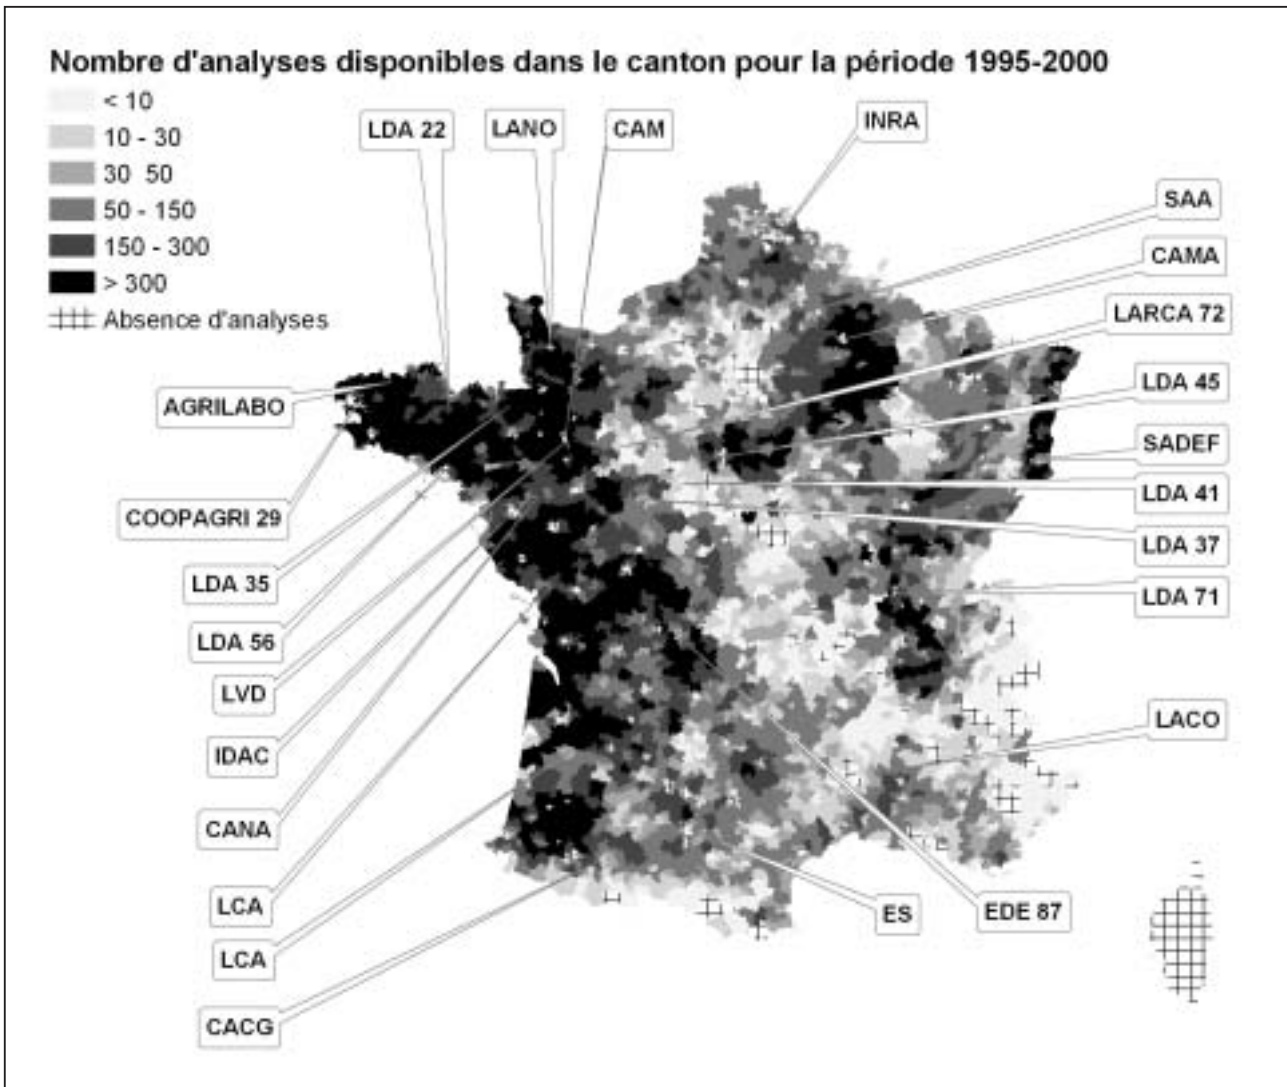 Nombre d'analyses disponibles dans le canton pour la période 1995-2000
< 10
10 - 30
30 50
50 - 150
150 - 300
> 300
Absence d'analyses
LDA 22
LANO
CAM
INRA
SAA
CAMA
LARCA 72
LDA 45
SADEF
LDA 41
LDA 37
LDA 71
LACO
AGRILABO
COOPAGRI 29
LDA 35
LDA 56
LVD
IDAC
CANA
LCA
LCA
CACG
ES
EDE 87